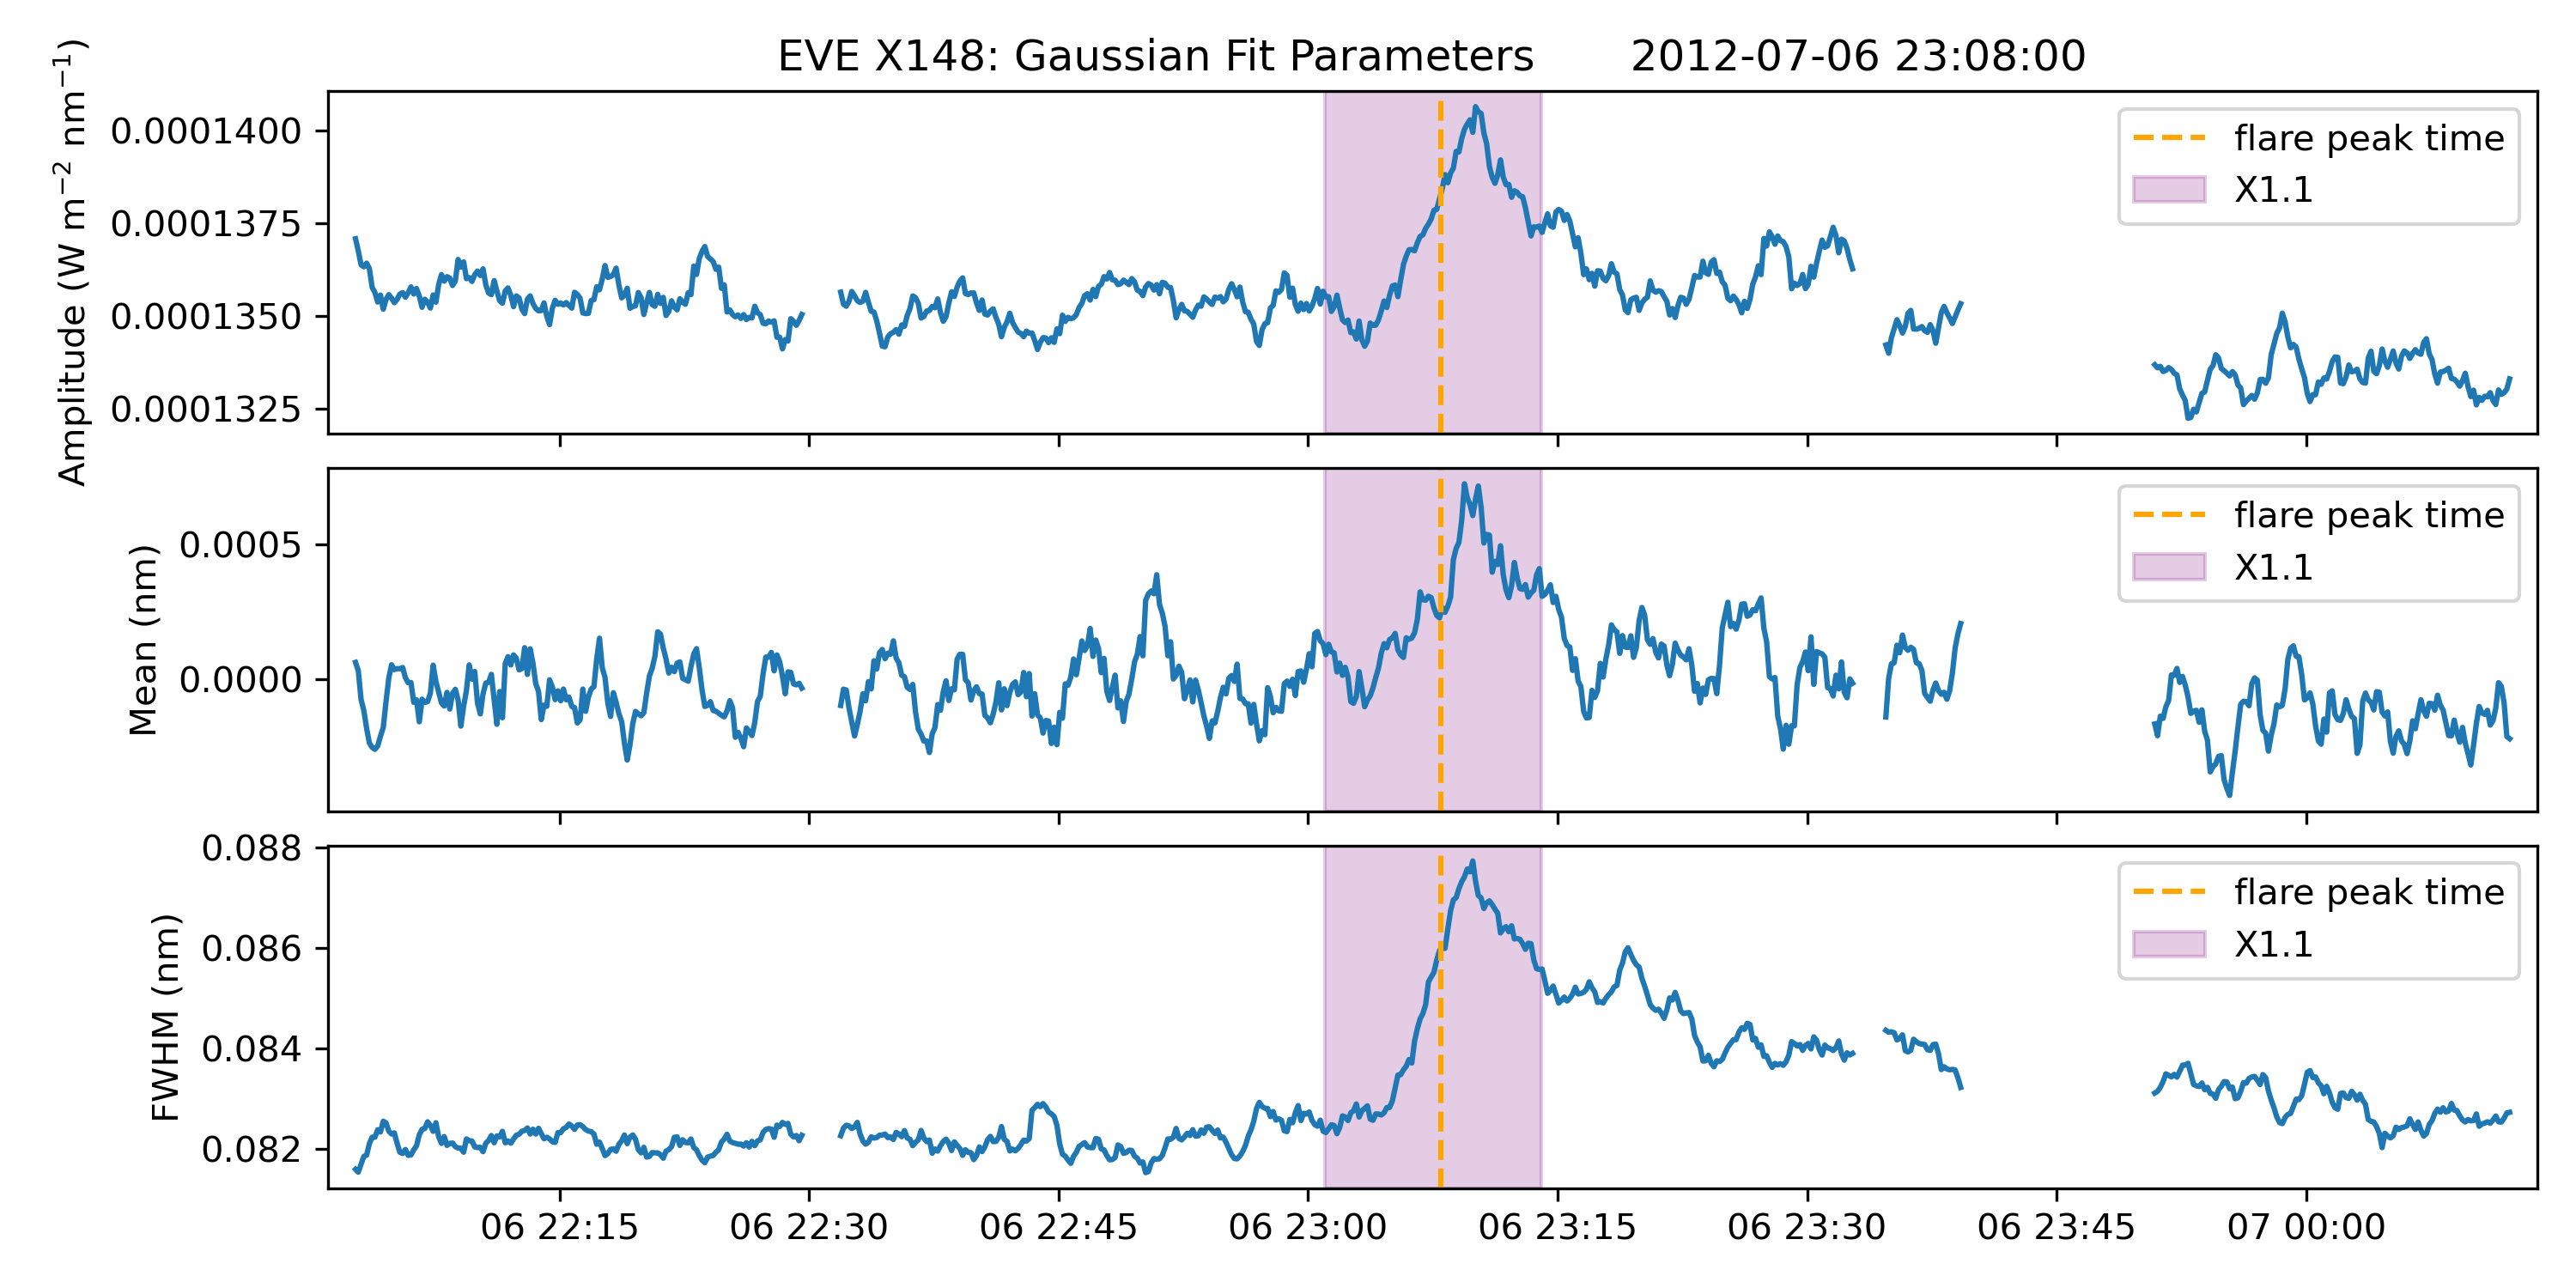 EVE X148: Gaussian Fit Parameters 2012-07-06 23:08:00
Amplitude (W m⁻² nm⁻¹)
0.0001400
0.0001375
0.0001350
0.0001325
flare peak time
X1.1
Mean (nm)
0.0005
0.0000
flare peak time
X1.1
FWHM (nm)
0.088
0.086
0.084
0.082
flare peak time
X1.1
06 22:15 06 22:30 06 22:45 06 23:00 06 23:15 06 23:30 06 23:45 07 00:00